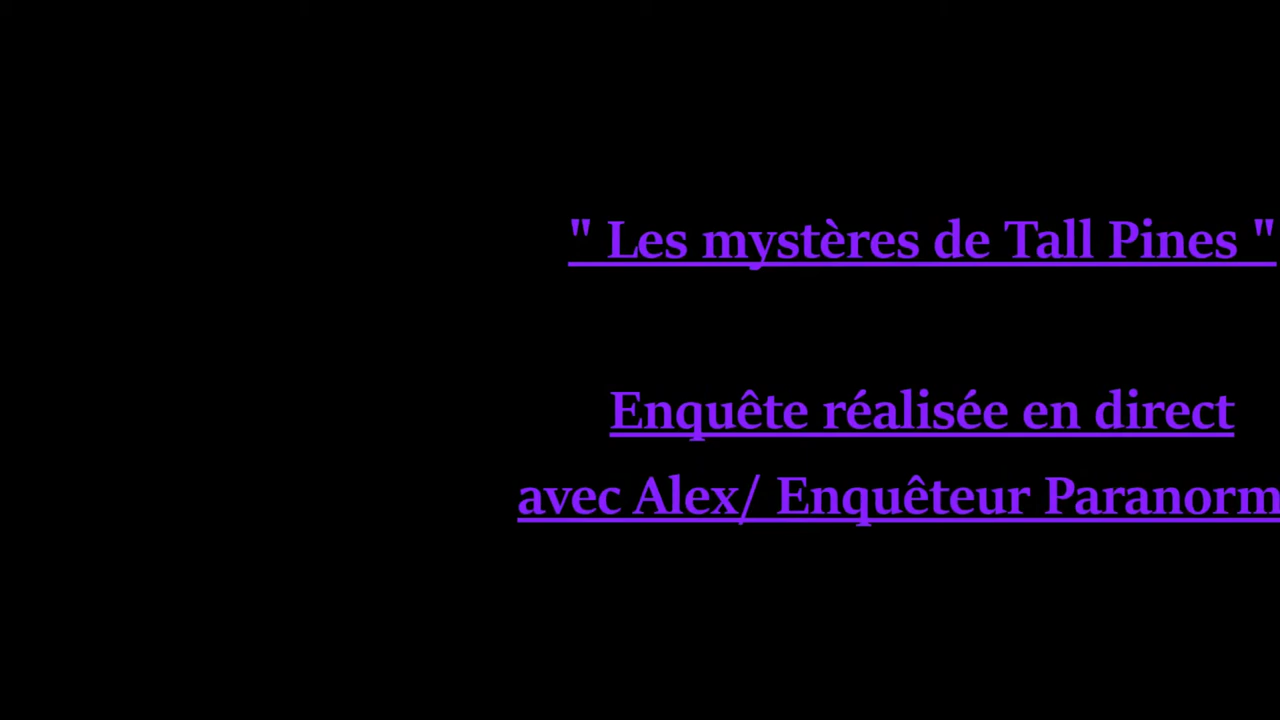 " Les mystères de Tall Pines "
Enquête réalisée en direct
avec Alex/ Enquêteur Paranorm